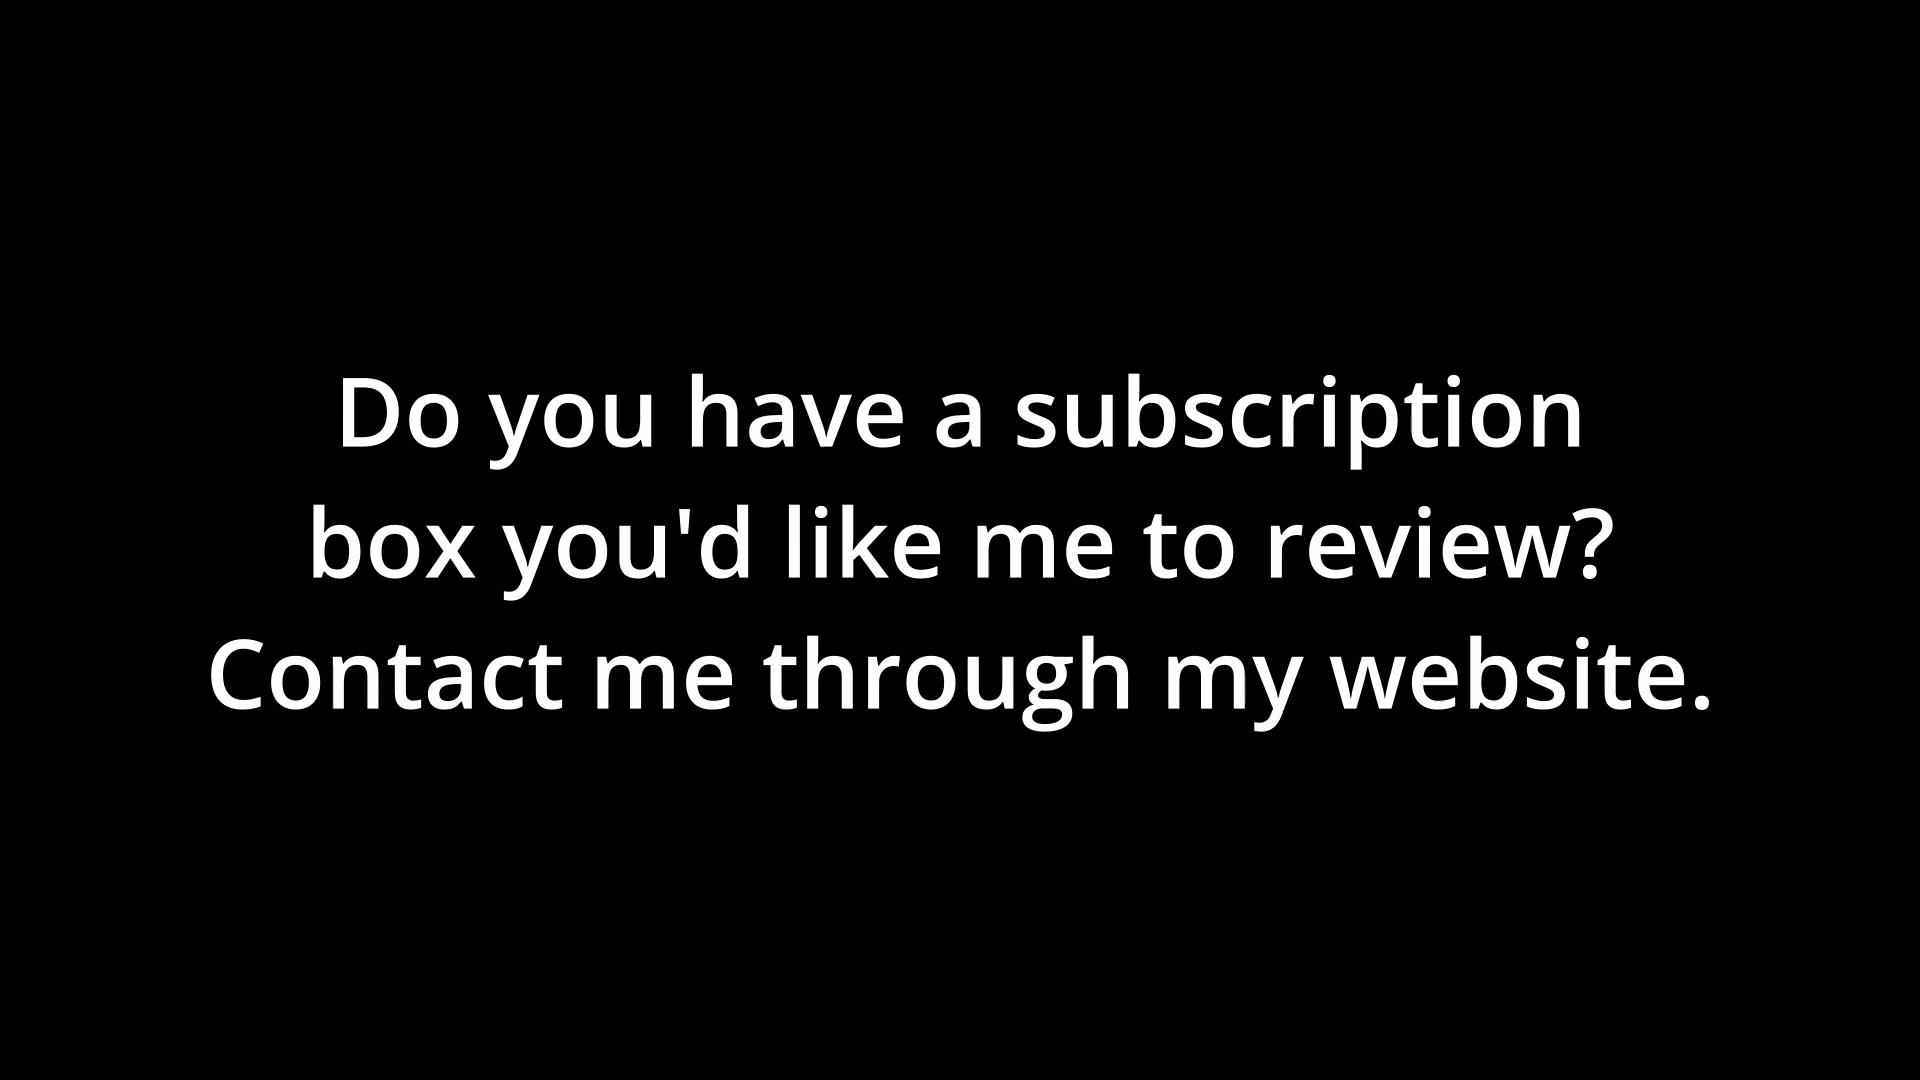 Do you have a subscription
box you'd like me to review?
Contact me through my website.